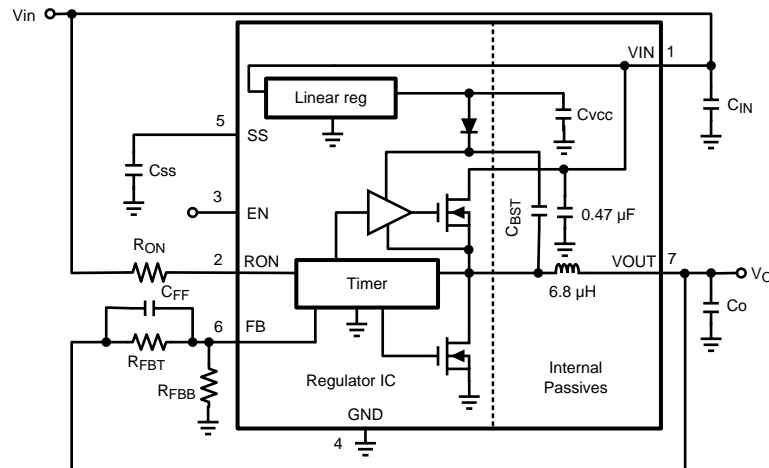 Vin
VIN 1
Linear reg
Cvcc
CIN
5
SS
Css
3
EN
CBST
0.47 µF
RON
2
RON
Timer
VOUT 7
VO
6.8 µH
CFF
6
FB
Co
RFBT
RFBB
Regulator IC
Internal
Passives
GND
4